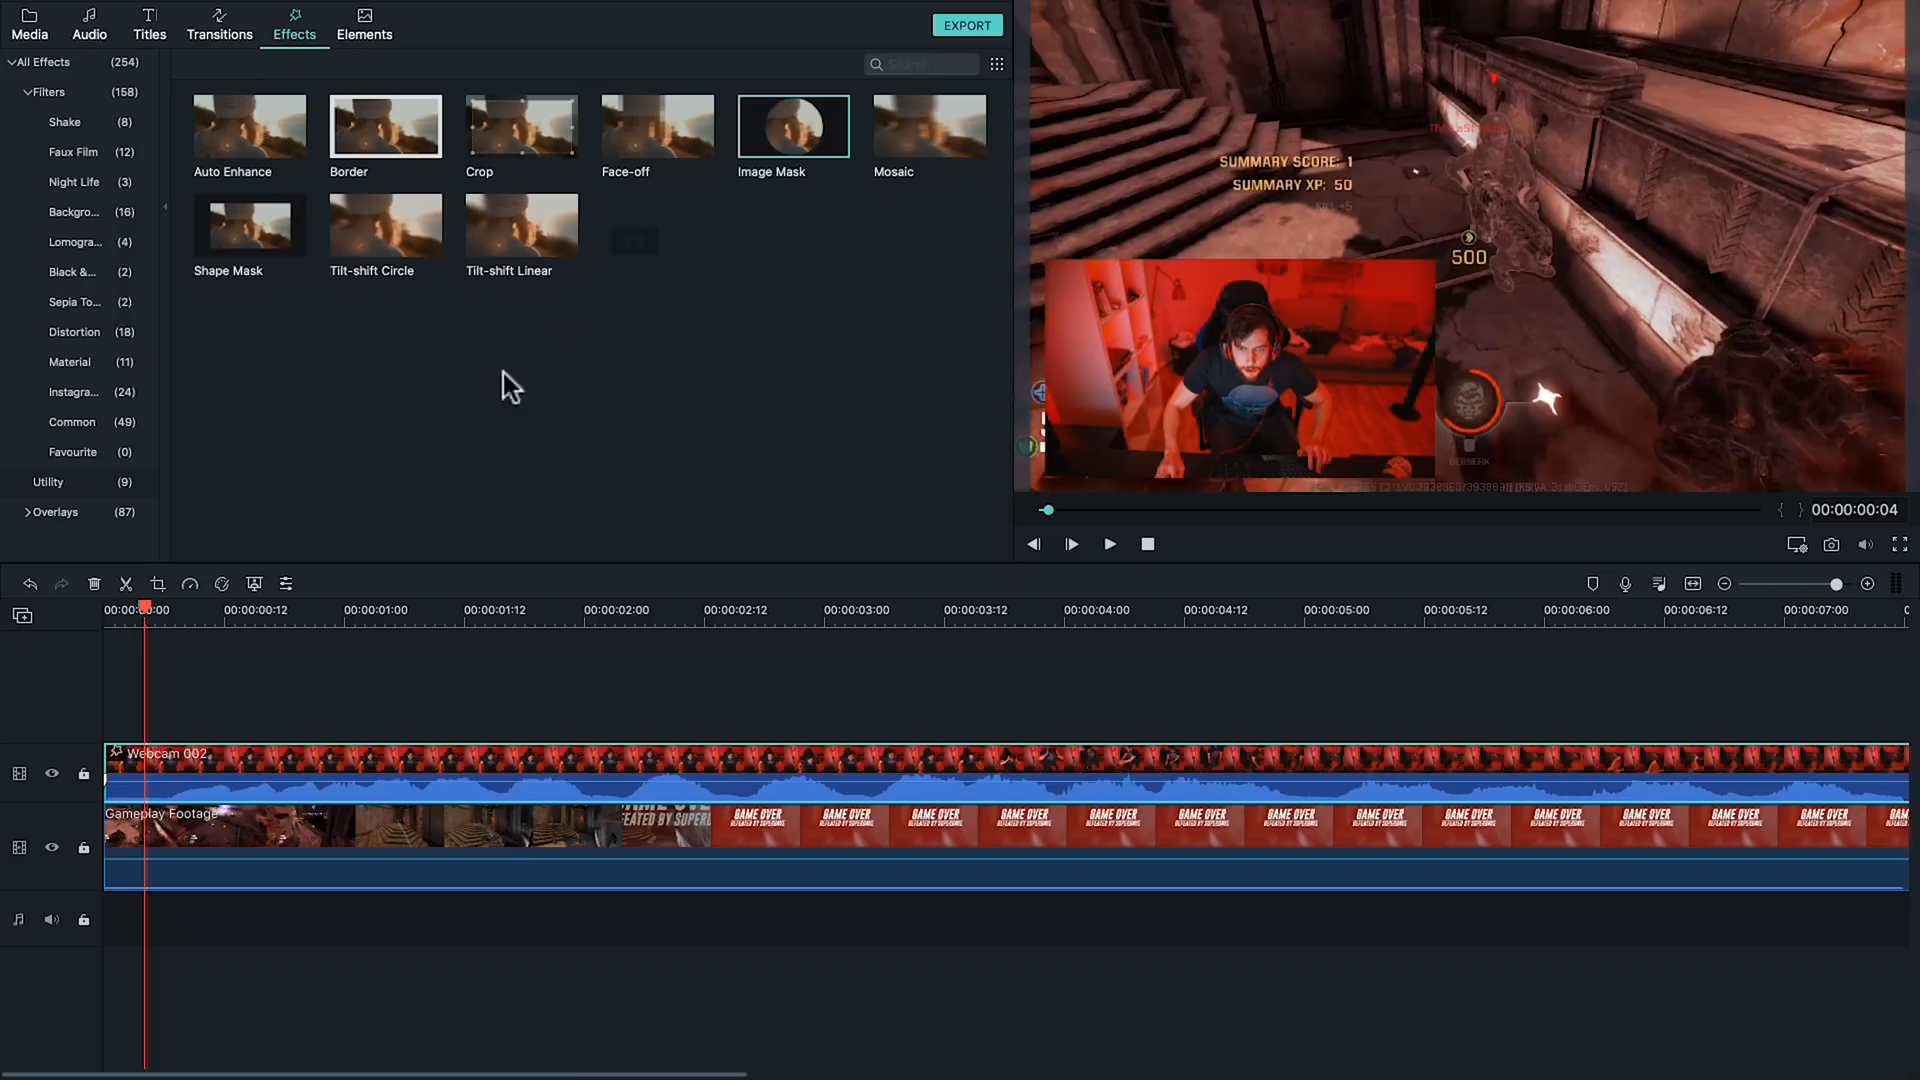 Media
Audio
Titles
Transitions
Effects
Elements
EXPORT
All Effects (254)
Filters (158)
Shake (8)
Faux Film (12)
Night Life (3)
Backgro... (16)
Lomogra... (4)
Black &... (2)
Sepia To... (2)
Distortion (18)
Material (11)
Instagra... (24)
Common (49)
Favourite (0)
Utility (9)
Overlays (87)
Search
Auto Enhance
Border
Crop
Face-off
Image Mask
Mosaic
Shape Mask
Tilt-shift Circle
Tilt-shift Linear
SUMMARY SCORE: 1
SUMMARY XP: 50
KILL +5
500
BERSERK
00:00:00:04
00:00:00:00
00:00:00:12
00:00:01:00
00:00:01:12
00:00:02:00
00:00:02:12
00:00:03:00
00:00:03:12
00:00:04:00
00:00:04:12
00:00:05:00
00:00:05:12
00:00:06:00
00:00:06:12
00:00:07:00
Webcam 002
Gameplay Footage
GAME OVER GAME OVER GAME OVER GAME OVER GAME OVER GAME OVER GAME OVER GAME OVER GAME OVER GAME OVER GAME OVER GAME OVER GAME OVER